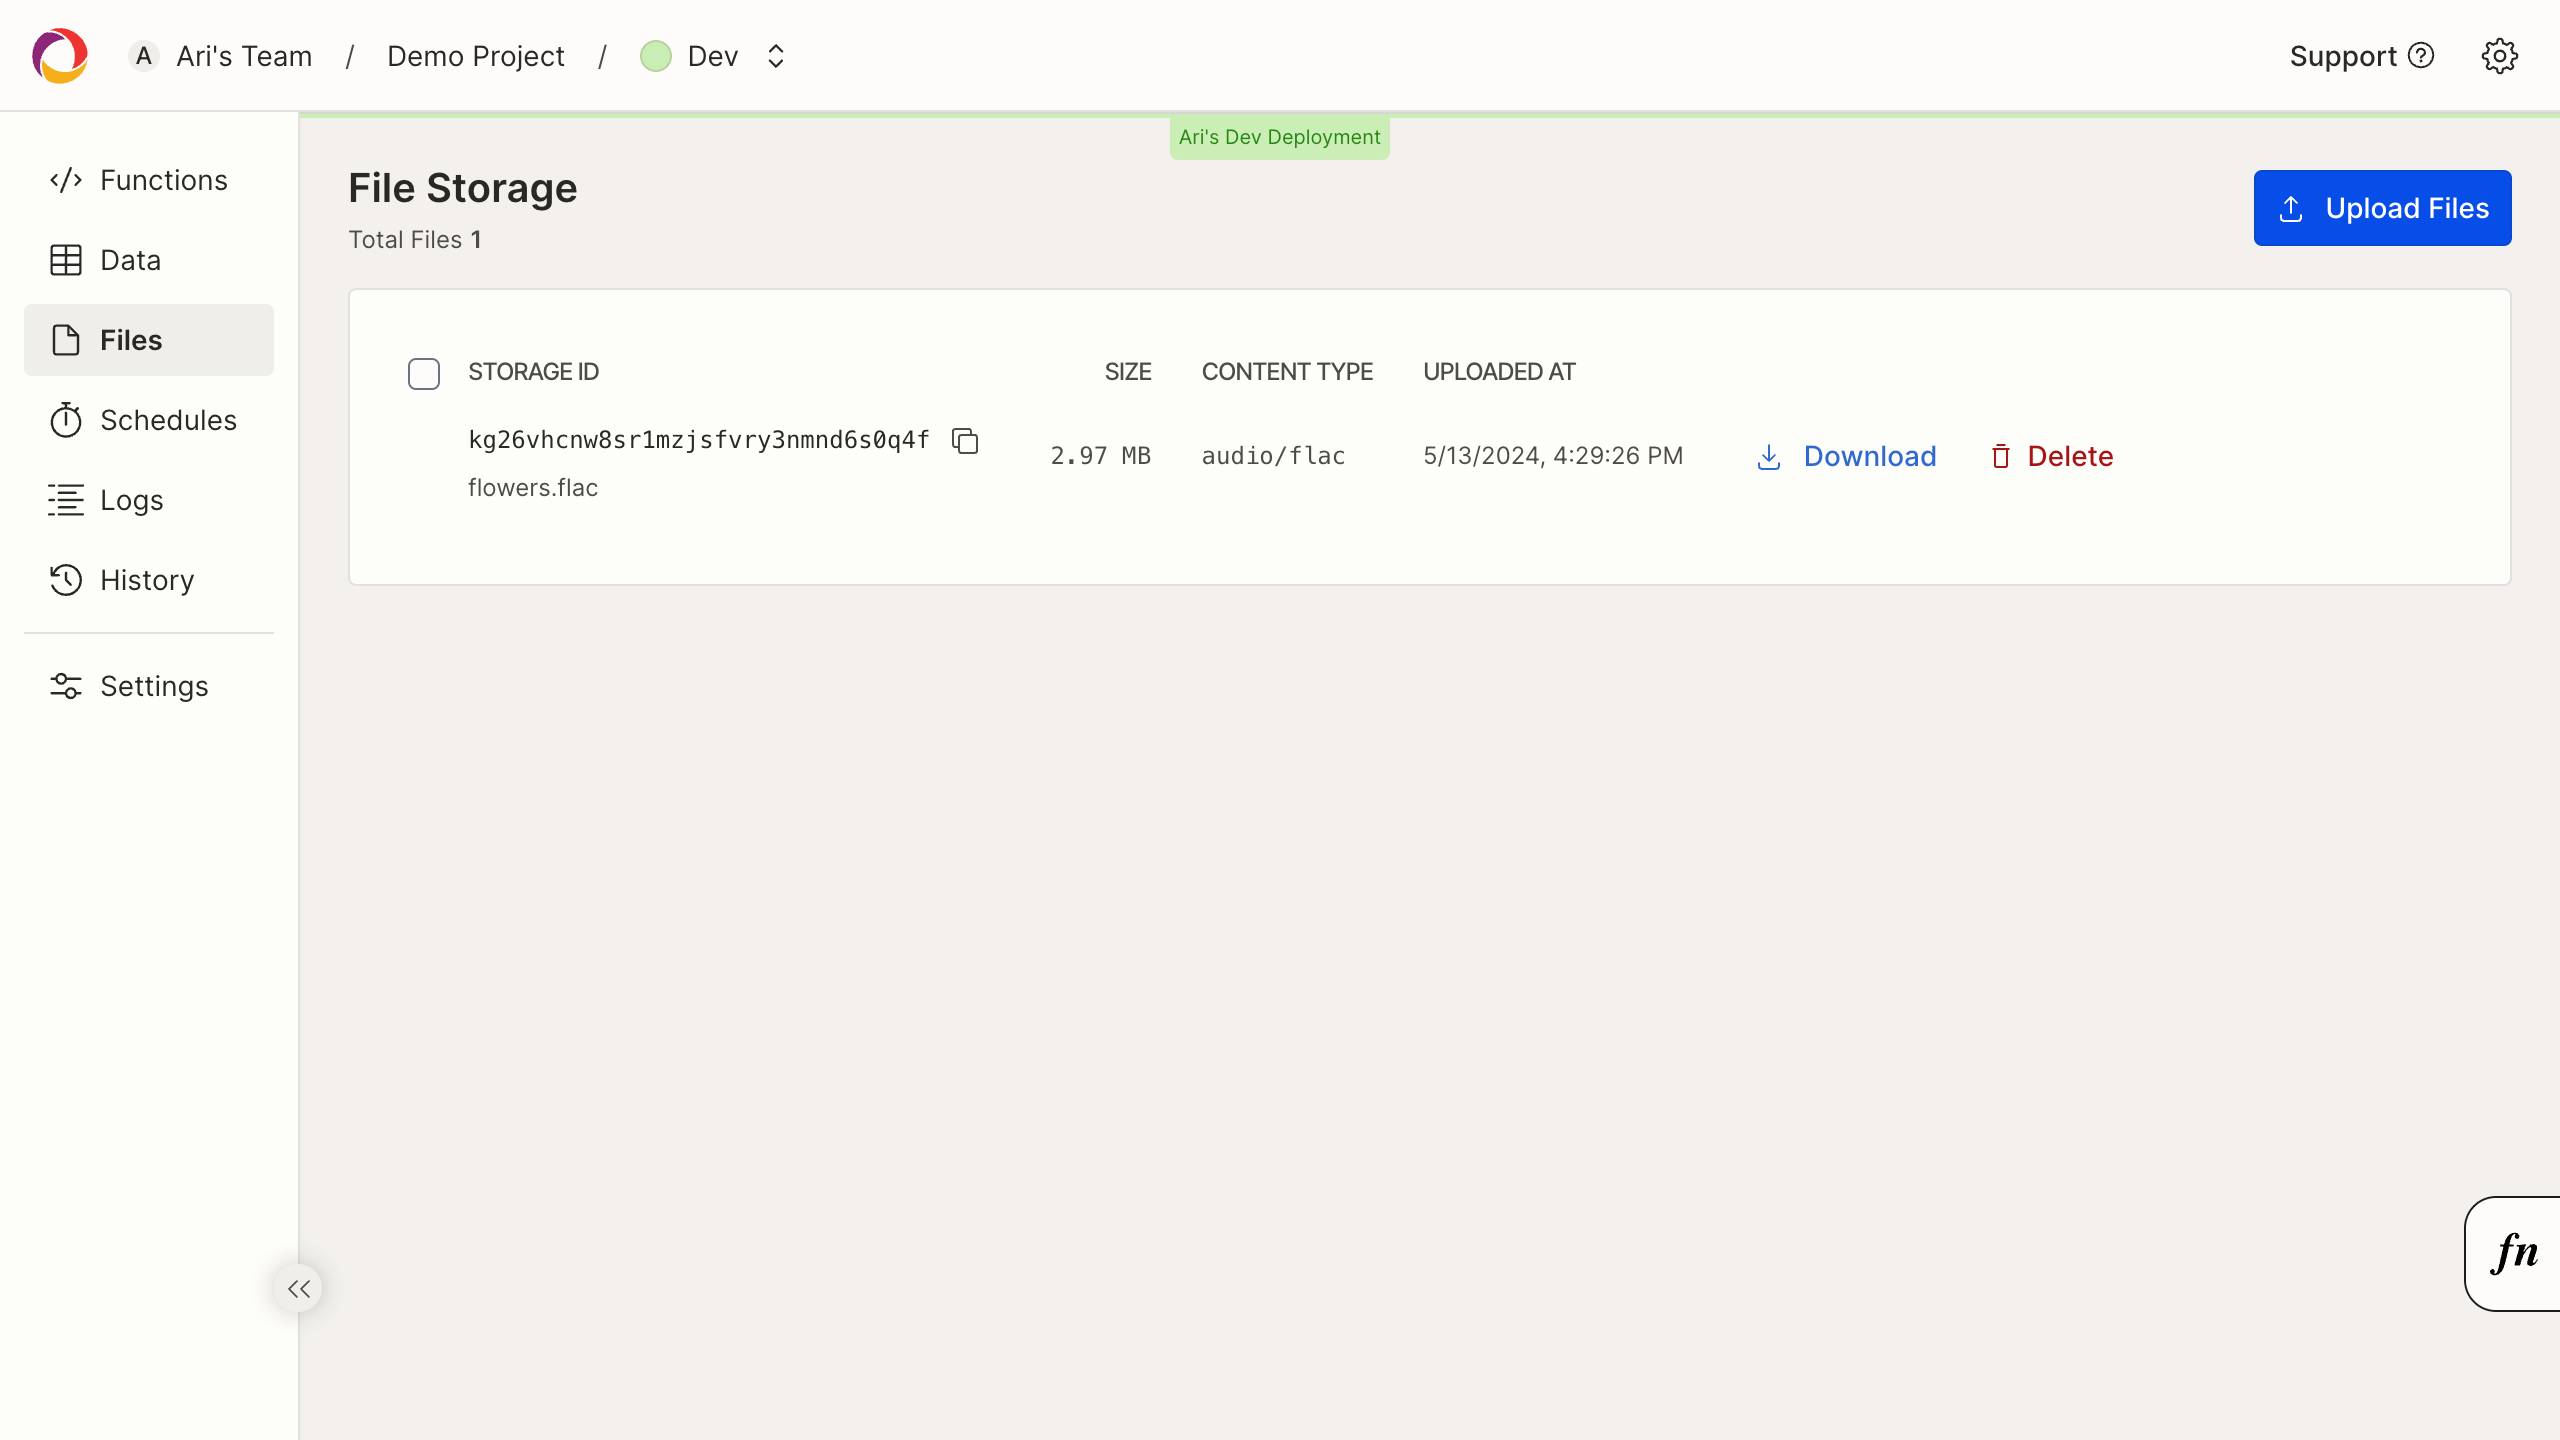 A Ari's Team / Demo Project / Dev
Support
Ari's Dev Deployment
Functions
Data
Files
Schedules
Logs
History
Settings
File Storage
Total Files 1
Upload Files
STORAGE ID SIZE CONTENT TYPE UPLOADED AT
kg26vhcnw8sr1mzjsfvry3nmnd6s0q4f
2.97 MB audio/flac 5/13/2024, 4:29:26 PM Download Delete
flowers.flac
fn